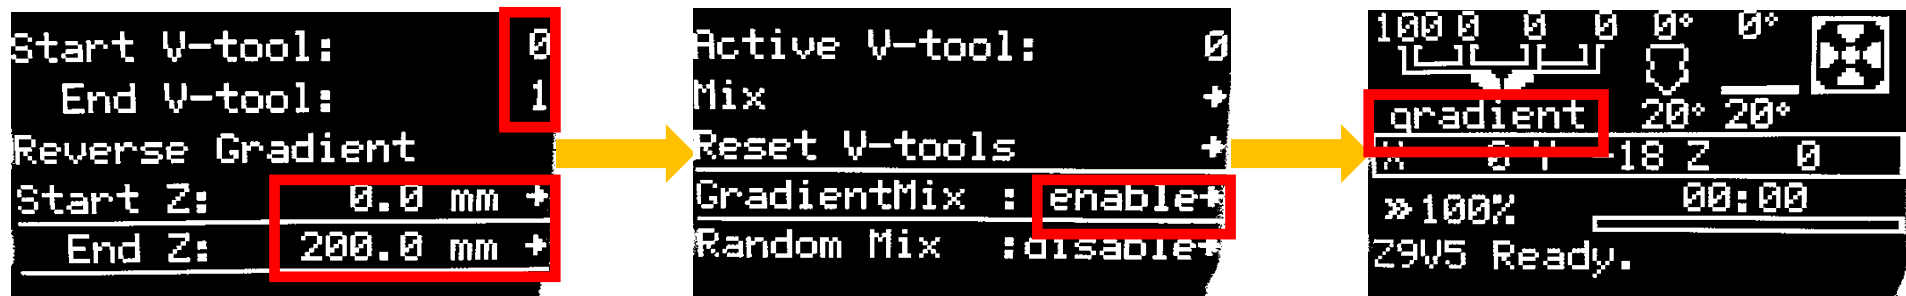 Start V-tool: 0
End V-tool: 1
Reverse Gradient
Start Z: 0.0 mm →
End Z: 200.0 mm →
Active V-tool: 0
Mix →
Reset V-tools →
GradientMix : enable→
Random Mix :disable→
100 0 0 0 0° 0°
gradient 20° 20°
X 0 Y -18 Z 0
»100% 00:00
Z9V5 Ready.